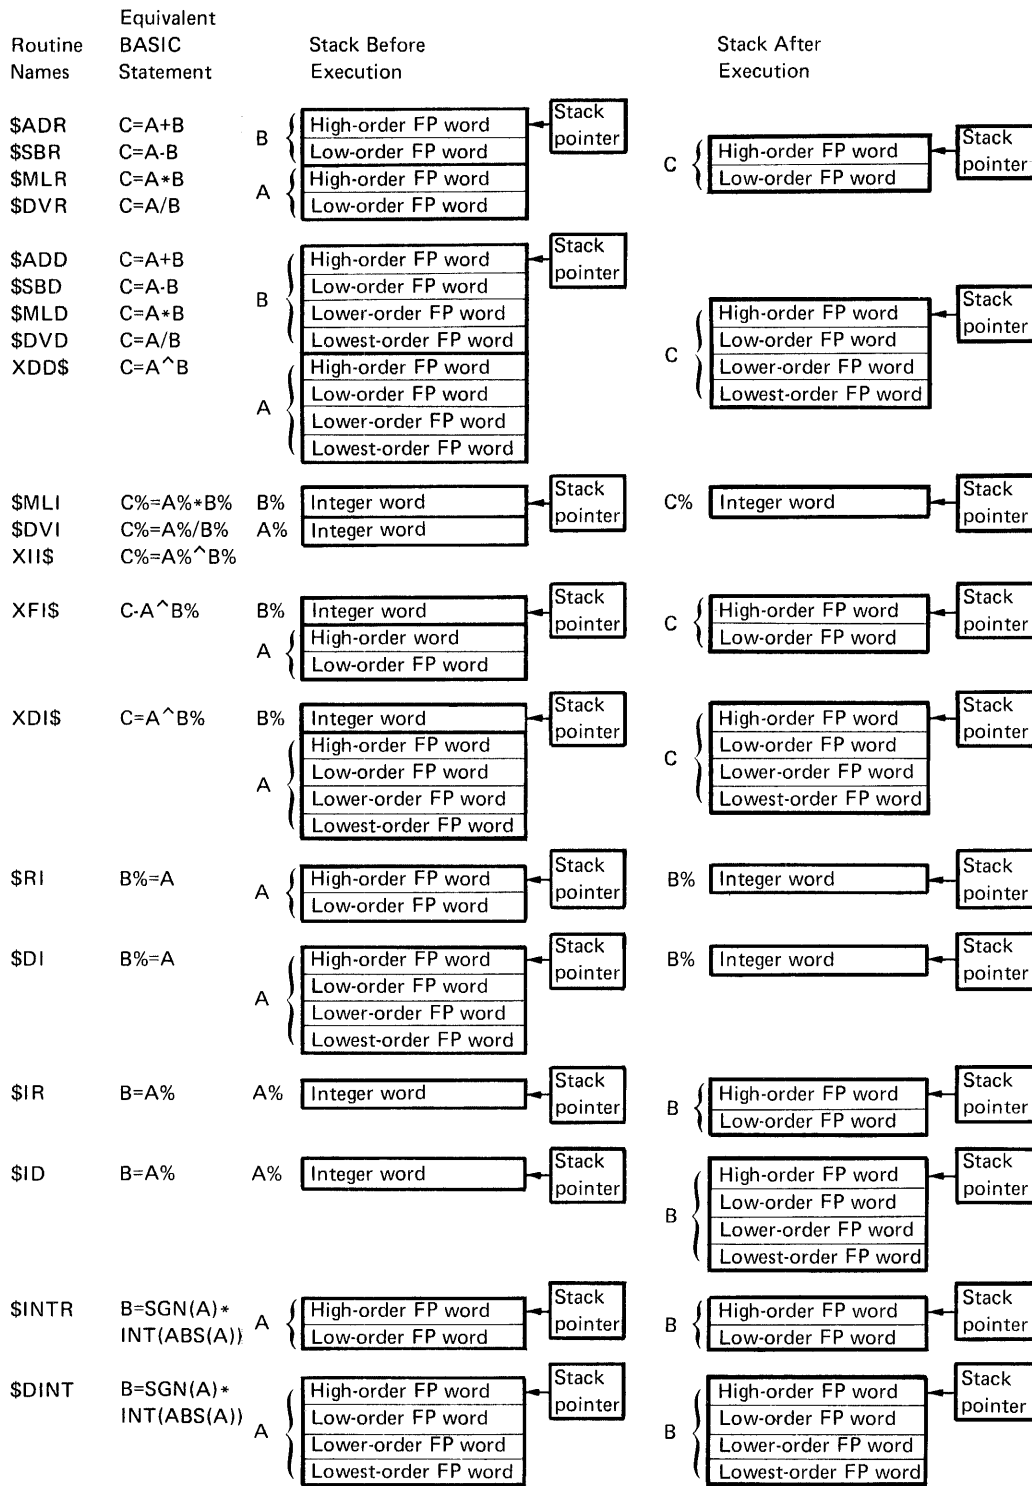 Equivalent
Routine BASIC Stack Before Stack After
Names Statement Execution Execution
$ADR C=A+B B High-order FP word Stack pointer
$SBR C=A-B Low-order FP word C High-order FP word Stack pointer
$MLR C=A*B A High-order FP word Low-order FP word
$DVR C=A/B Low-order FP word
$ADD C=A+B B High-order FP word Stack pointer
$SBD C=A-B Low-order FP word
$MLD C=A*B Lower-order FP word C High-order FP word Stack pointer
$DVD C=A/B Lowest-order FP word Low-order FP word
XDD$ C=A^B A High-order FP word Lower-order FP word
Low-order FP word Lowest-order FP word
Lower-order FP word
Lowest-order FP word
$MLI C%=A%*B% B% Integer word Stack pointer C% Integer word Stack pointer
$DVI C%=A%/B% A% Integer word
XII$ C%=A%^B%
XFI$ C-A^B% B% Integer word Stack pointer C High-order FP word Stack pointer
A High-order word Low-order FP word
Low-order FP word
XDI$ C=A^B% B% Integer word Stack pointer C High-order FP word Stack pointer
A High-order FP word Low-order FP word
Low-order FP word Lower-order FP word
Lower-order FP word Lowest-order FP word
Lowest-order FP word
$RI B%=A A High-order FP word Stack pointer B% Integer word Stack pointer
Low-order FP word
$DI B%=A A High-order FP word Stack pointer B% Integer word Stack pointer
Low-order FP word
Lower-order FP word
Lowest-order FP word
$IR B=A% A% Integer word Stack pointer B High-order FP word Stack pointer
Low-order FP word
$ID B=A% A% Integer word Stack pointer B High-order FP word Stack pointer
Low-order FP word
Lower-order FP word
Lowest-order FP word
$INTR B=SGN(A)* A High-order FP word Stack pointer B High-order FP word Stack pointer
INT(ABS(A)) Low-order FP word Low-order FP word
$DINT B=SGN(A)* A High-order FP word Stack pointer B High-order FP word Stack pointer
INT(ABS(A)) Low-order FP word Low-order FP word
Lower-order FP word Lower-order FP word
Lowest-order FP word Lowest-order FP word